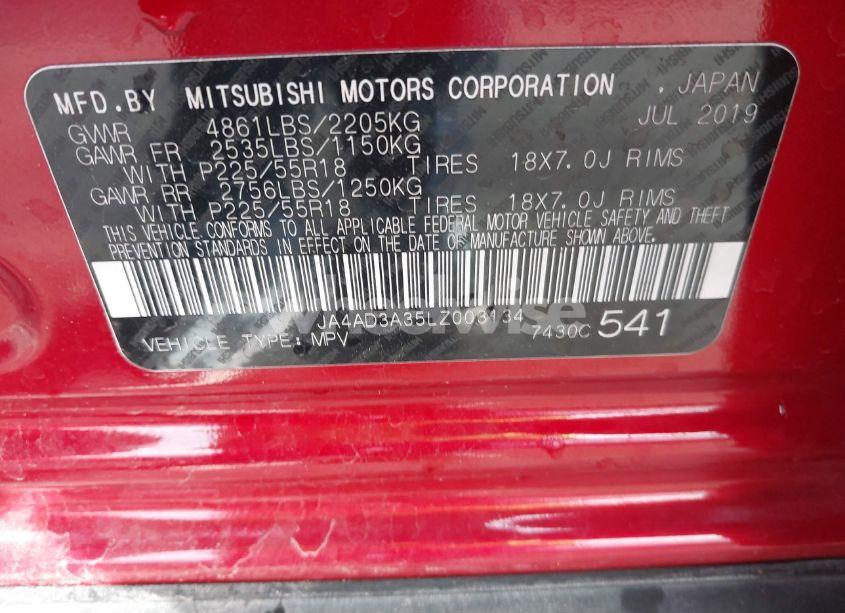 MFD.BY MITSUBISHI MOTORS CORPORATION . JAPAN
GVWR 4861LBS/2205KG JUL 2019
GAWR FR 2535LBS/1150KG
WITH P225/55R18 TIRES 18X7.0J RIMS
GAWR RR 2756LBS/1250KG
WITH P225/55R18 TIRES 18X7.0J RIMS
THIS VEHICLE CONFORMS TO ALL APPLICABLE FEDERAL MOTOR VEHICLE SAFETY AND THEFT
PREVENTION STANDARDS IN EFFECT ON THE DATE OF MANUFACTURE SHOWN ABOVE.
wheelwise
JA4AD3A35LZ003134
VEHICLE TYPE: MPV 7430C 541